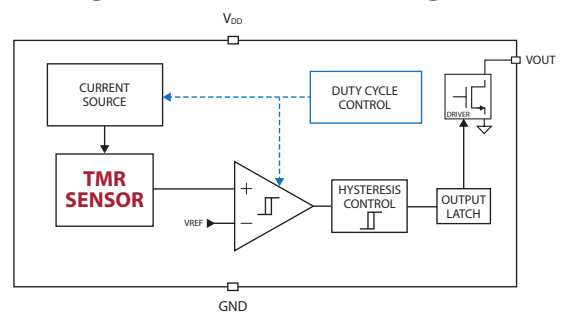 VDD
VOUT
CURRENT
SOURCE
DUTY CYCLE
CONTROL
DRIVER
TMR
SENSOR
+
VREF
−
HYSTERESIS
CONTROL
OUTPUT
LATCH
GND